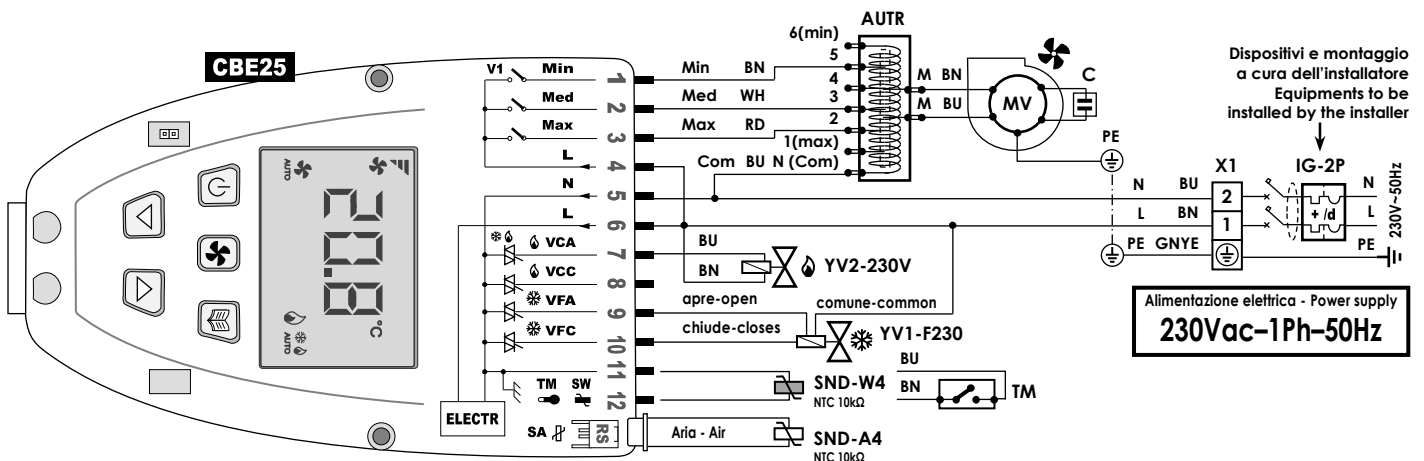 CBE25
AUTO
20.8
°C
AUTO
V1 Min 1
Med 2
Max 3
L 4
N 5
L 6
VCA 7
VCC 8
VFA 9
VFC 10
11
TM SW 12
ELECTR
SA RS
Min BN
Med WH
Max RD
Com BU N (Com)
AUTR
6(min)
5
4
3
2
1(max)
M BN
M BU
MV
C
PE
BU
BN
YV2-230V
apre-open
comune-common
chiude-closes
YV1-F230
SND-W4
NTC 10kΩ
BU
BN
TM
Aria - Air
SND-A4
NTC 10kΩ
Dispositivi e montaggio
a cura dell'installatore
Equipments to be
installed by the installer
X1 IG-2P
N BU 2 N
L BN 1 L
+ /d
230V~50Hz
PE GNYE PE
Alimentazione elettrica - Power supply
230Vac–1Ph–50Hz